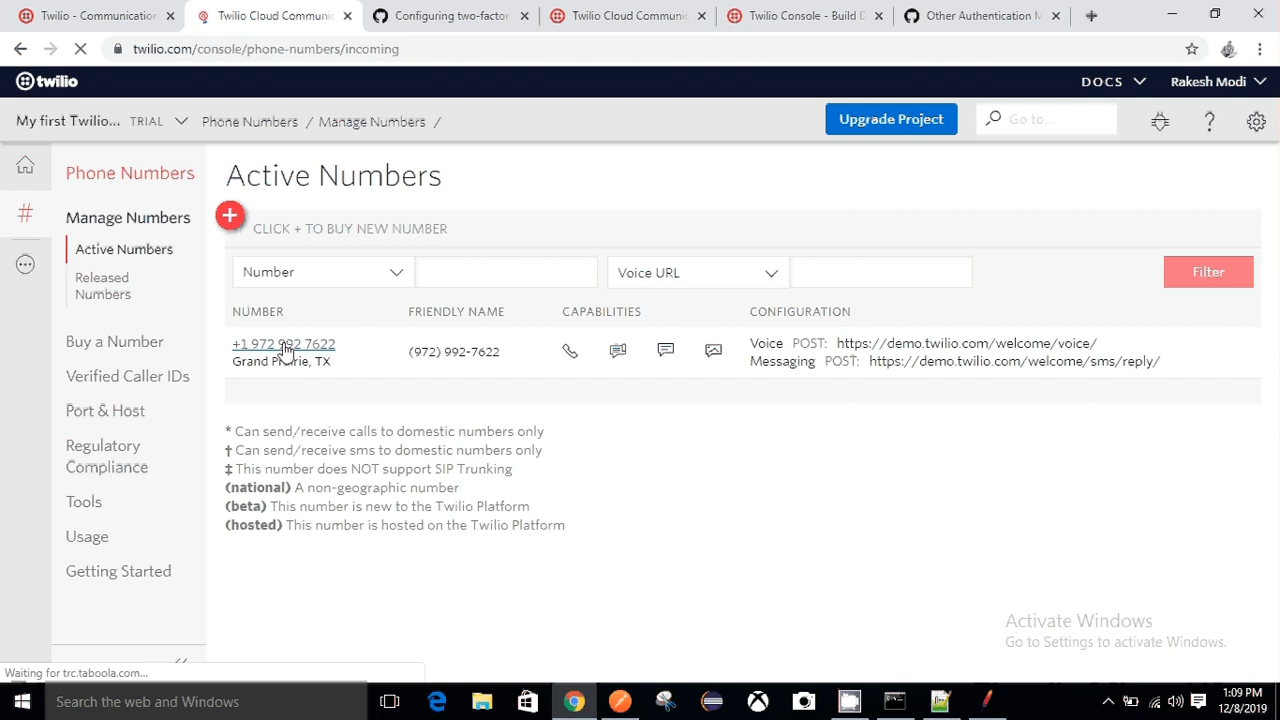 Twilio - Communication
Twilio Cloud Communic
Configuring two-factor
Twilio Cloud Communic
Twilio Console - Build D
Other Authentication M
twilio.com/console/phone-numbers/incoming
twilio
DOCS
Rakesh Modi
My first Twilio... TRIAL
Phone Numbers / Manage Numbers /
Upgrade Project
Go to...
Phone Numbers
Manage Numbers
Active Numbers
Released
Numbers
Buy a Number
Verified Caller IDs
Port & Host
Regulatory
Compliance
Tools
Usage
Getting Started
Active Numbers
CLICK + TO BUY NEW NUMBER
Number
Voice URL
Filter
NUMBER FRIENDLY NAME CAPABILITIES CONFIGURATION
+1 972 992 7622
Grand Prairie, TX
(972) 992-7622
Voice POST: https://demo.twilio.com/welcome/voice/
Messaging POST: https://demo.twilio.com/welcome/sms/reply/
* Can send/receive calls to domestic numbers only
† Can send/receive sms to domestic numbers only
‡ This number does NOT support SIP Trunking
(national) A non-geographic number
(beta) This number is new to the Twilio Platform
(hosted) This number is hosted on the Twilio Platform
Activate Windows
Go to Settings to activate Windows.
Waiting for trc.taboola.com...
Search the web and Windows
1:09 PM
12/8/2019